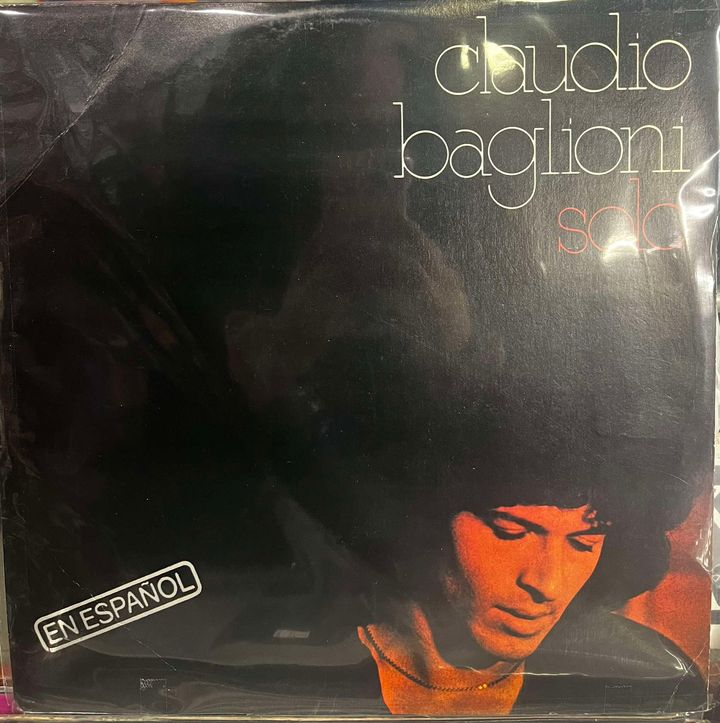 claudio
baglioni
solo
EN ESPAÑOL